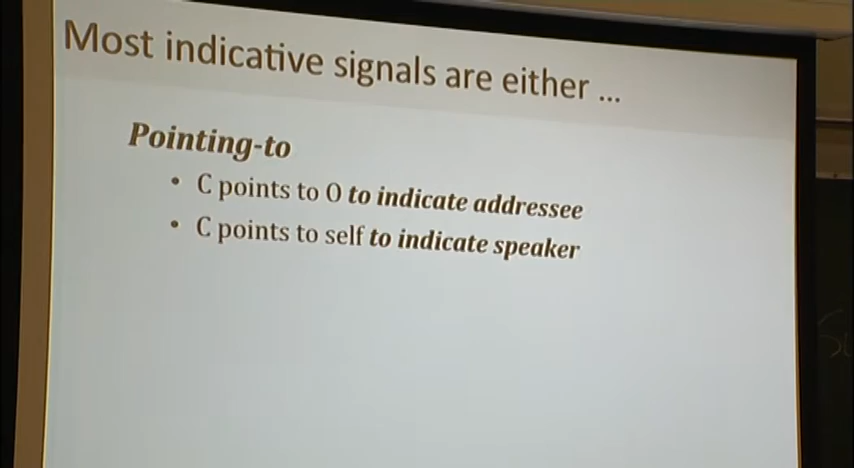 Most indicative signals are either ...
Pointing-to
• C points to O to indicate addressee
• C points to self to indicate speaker